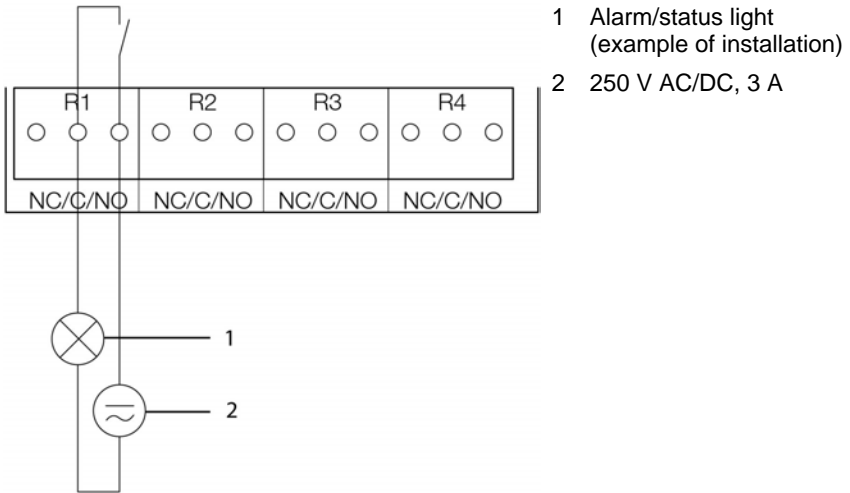 1 Alarm/status light
(example of installation)
2 250 V AC/DC, 3 A
R1 R2 R3 R4
NC/C/NO NC/C/NO NC/C/NO NC/C/NO
1
2